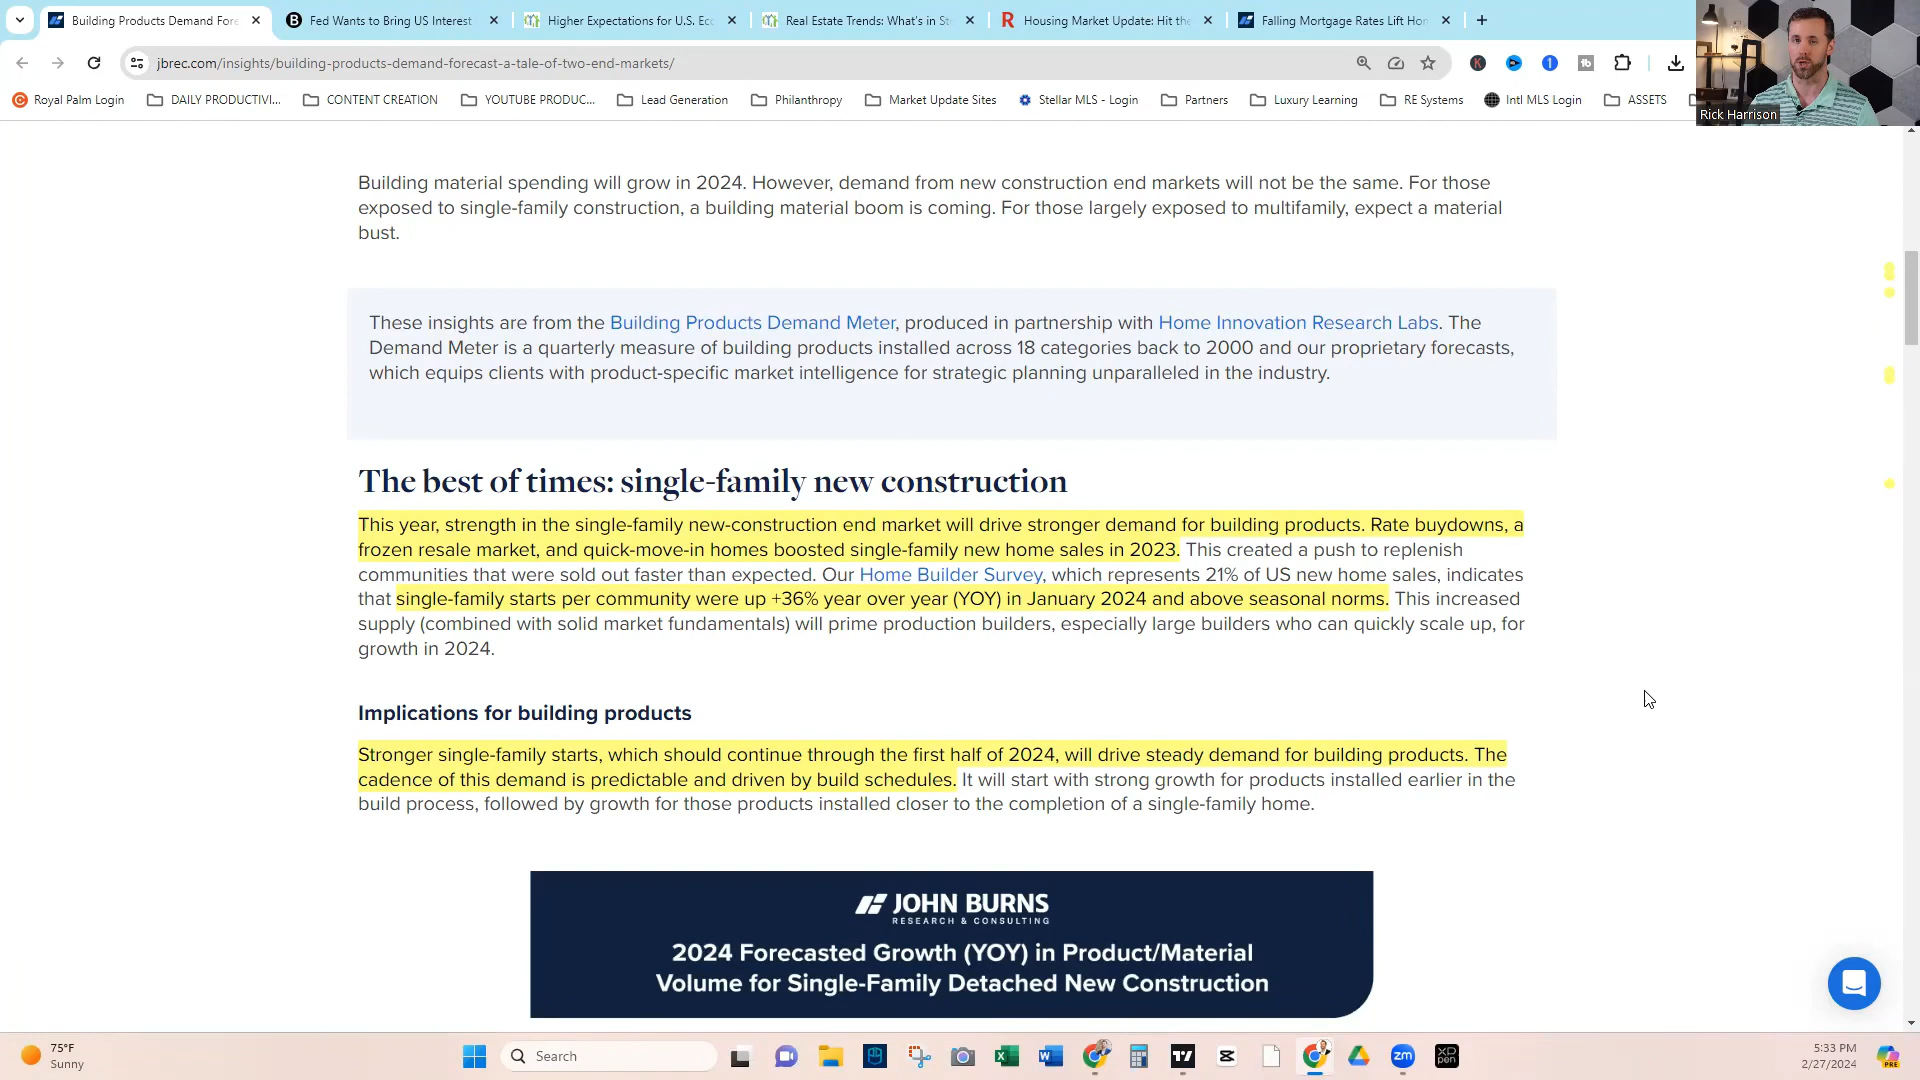 Building Products Demand Fore
Fed Wants to Bring US Interest
Higher Expectations for U.S. Ec
Real Estate Trends: What's in St
Housing Market Update: Hit the
Falling Mortgage Rates Lift Hon
jbrec.com/insights/building-products-demand-forecast-a-tale-of-two-end-markets/
Royal Palm Login
DAILY PRODUCTIVI...
CONTENT CREATION
YOUTUBE PRODUC...
Lead Generation
Philanthropy
Market Update Sites
Stellar MLS - Login
Partners
Luxury Learning
RE Systems
Intl MLS Login
ASSETS
Rick Harrison
Building material spending will grow in 2024. However, demand from new construction end markets will not be the same. For those
exposed to single-family construction, a building material boom is coming. For those largely exposed to multifamily, expect a material
bust.
These insights are from the Building Products Demand Meter, produced in partnership with Home Innovation Research Labs. The
Demand Meter is a quarterly measure of building products installed across 18 categories back to 2000 and our proprietary forecasts,
which equips clients with product-specific market intelligence for strategic planning unparalleled in the industry.
The best of times: single-family new construction
This year, strength in the single-family new-construction end market will drive stronger demand for building products. Rate buydowns, a
frozen resale market, and quick-move-in homes boosted single-family new home sales in 2023. This created a push to replenish
communities that were sold out faster than expected. Our Home Builder Survey, which represents 21% of US new home sales, indicates
that single-family starts per community were up +36% year over year (YOY) in January 2024 and above seasonal norms. This increased
supply (combined with solid market fundamentals) will prime production builders, especially large builders who can quickly scale up, for
growth in 2024.
Implications for building products
Stronger single-family starts, which should continue through the first half of 2024, will drive steady demand for building products. The
cadence of this demand is predictable and driven by build schedules. It will start with strong growth for products installed earlier in the
build process, followed by growth for those products installed closer to the completion of a single-family home.
JOHN BURNS
RESEARCH & CONSULTING
2024 Forecasted Growth (YOY) in Product/Material
Volume for Single-Family Detached New Construction
75°F
Sunny
Search
5:33 PM
2/27/2024